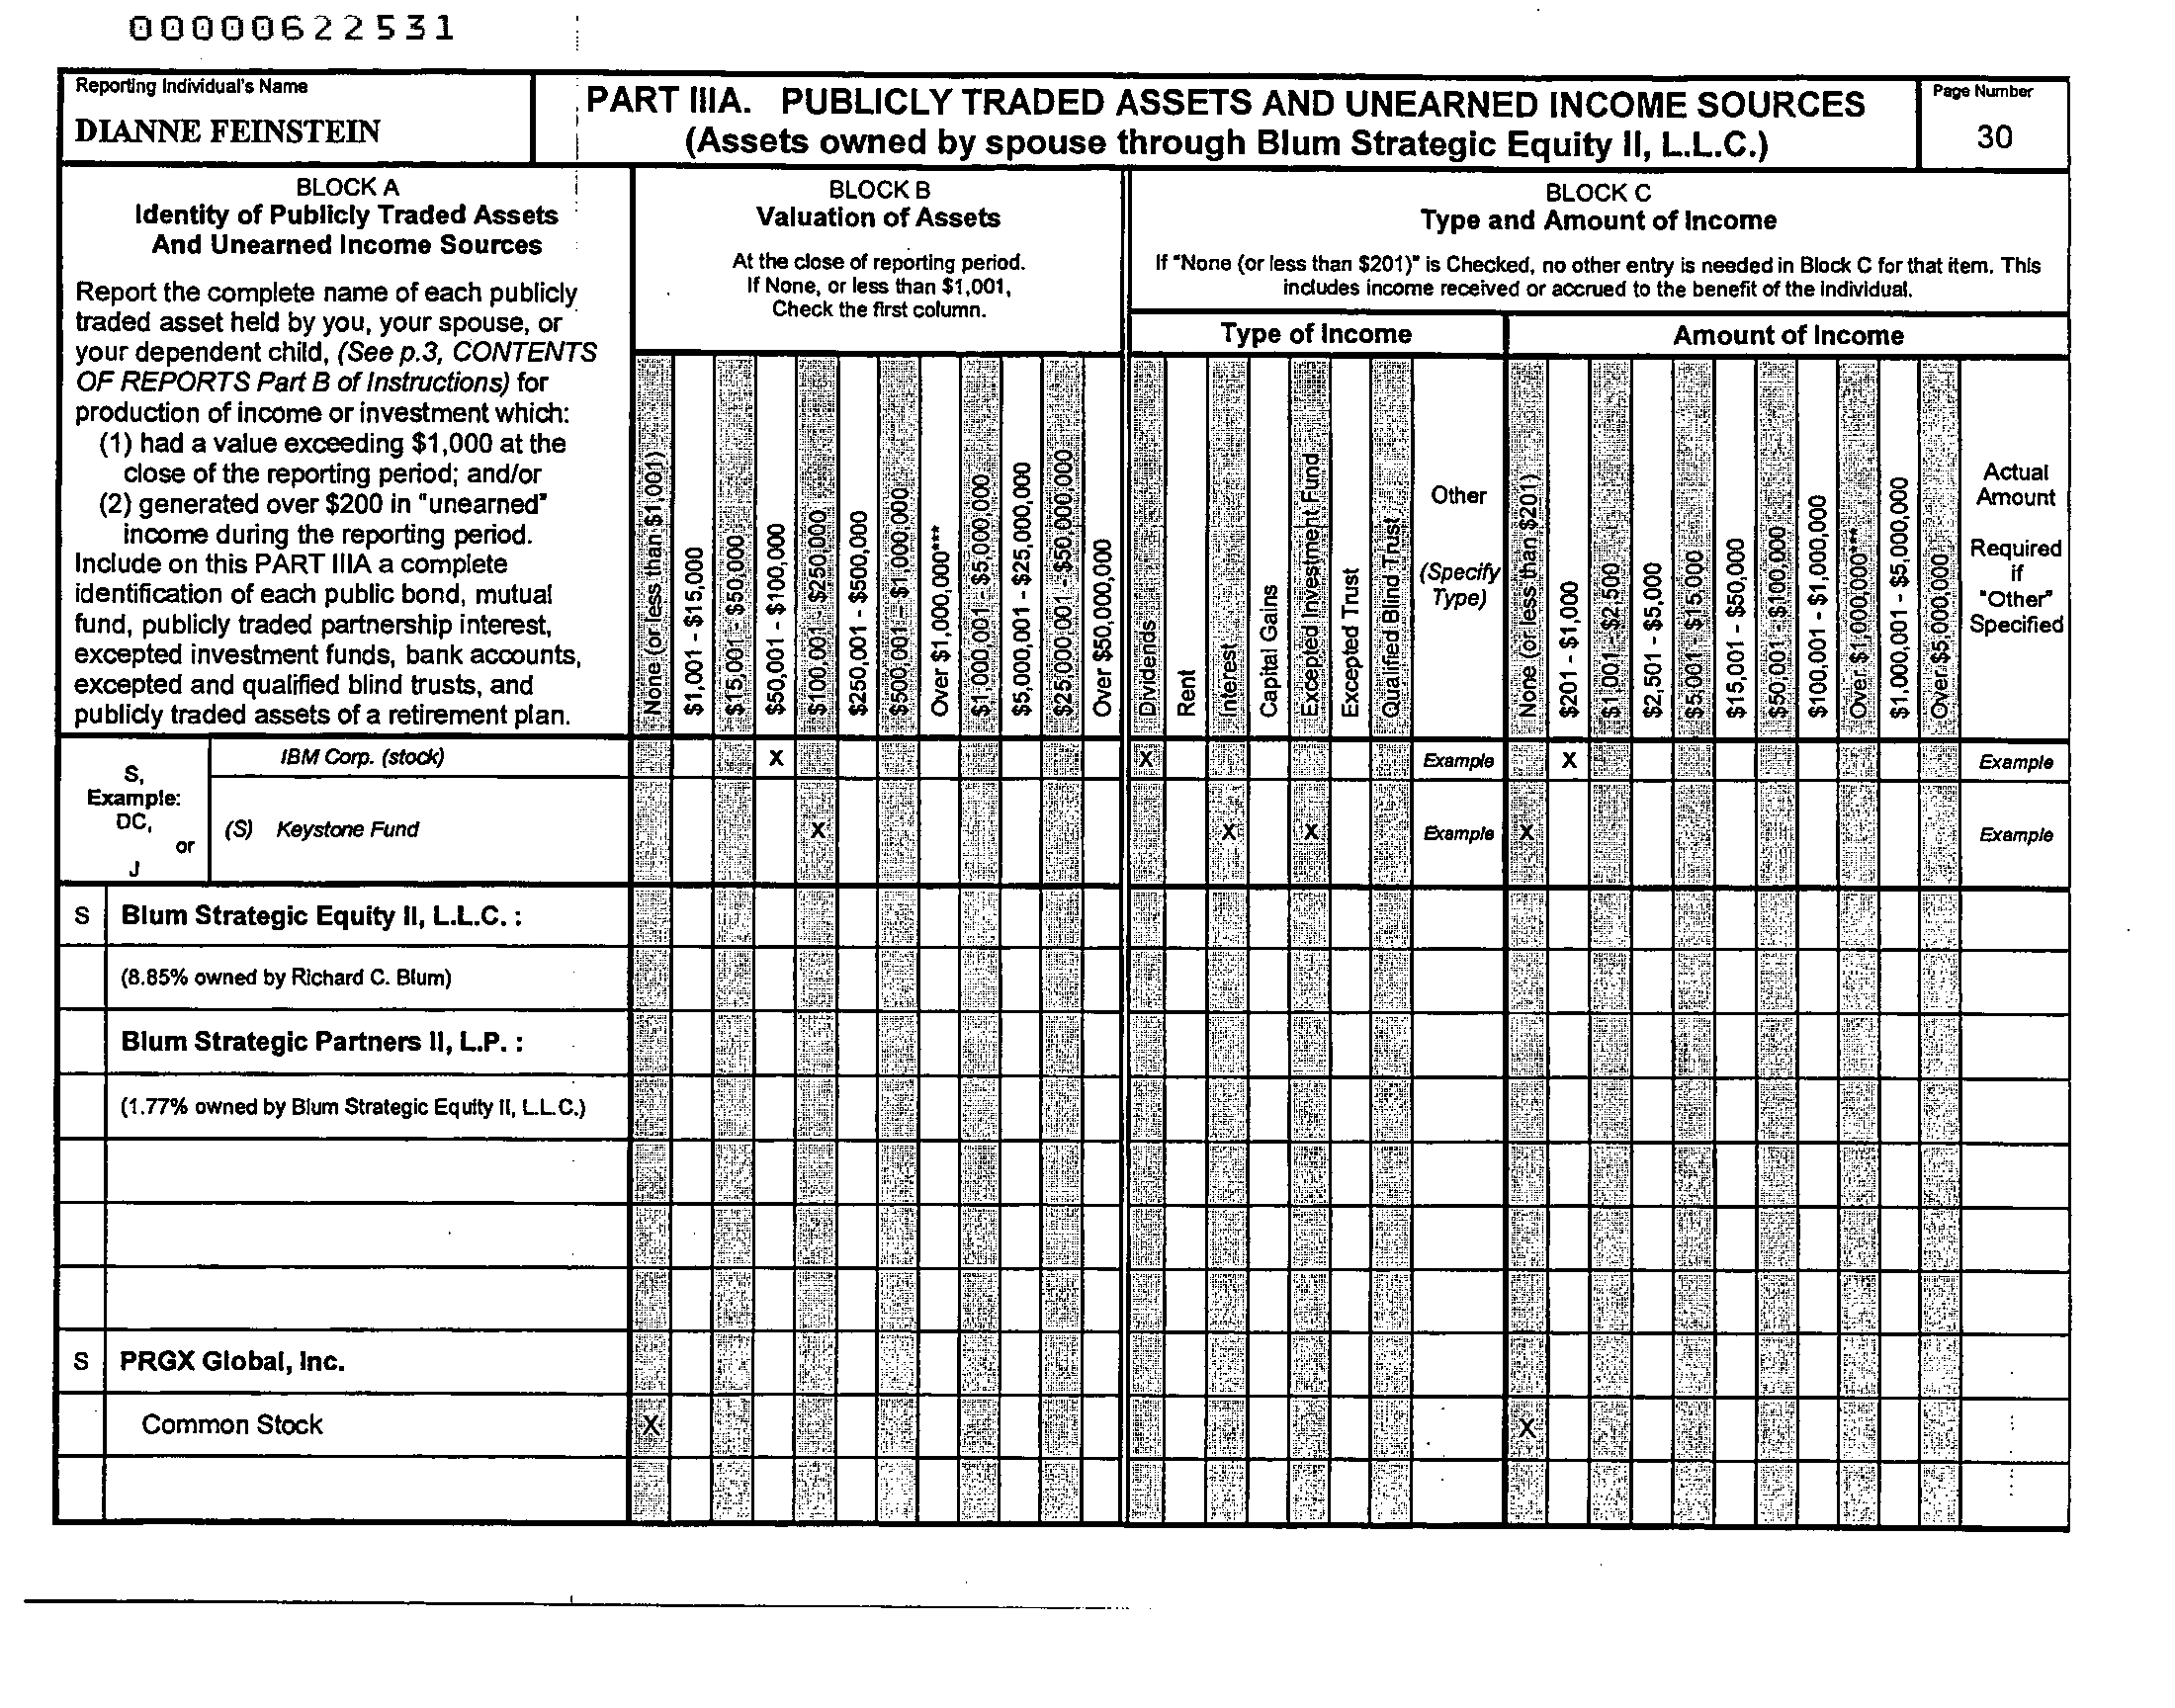 00000622531
Reporting Individual's Name
DIANNE FEINSTEIN
PART IIIA. PUBLICLY TRADED ASSETS AND UNEARNED INCOME SOURCES
(Assets owned by spouse through Blum Strategic Equity II, L.L.C.)
Page Number
30
BLOCK A
Identity of Publicly Traded Assets
And Unearned Income Sources
Report the complete name of each publicly
traded asset held by you, your spouse, or
your dependent child, (See p.3, CONTENTS
OF REPORTS Part B of Instructions) for
production of income or investment which:
(1) had a value exceeding $1,000 at the
close of the reporting period; and/or
(2) generated over $200 in "unearned"
income during the reporting period.
Include on this PART IIIA a complete
identification of each public bond, mutual
fund, publicly traded partnership interest,
excepted investment funds, bank accounts,
excepted and qualified blind trusts, and
publicly traded assets of a retirement plan.
BLOCK B
Valuation of Assets
At the close of reporting period.
If None, or less than $1,001,
Check the first column.
None (or less than $1,001)
$1,001 - $15,000
$15,001 - $50,000
$50,001 - $100,000
$100,001 - $250,000
$250,001 - $500,000
$500,001 - $1,000,000
Over $1,000,000***
$1,000,001 - $5,000,000
$5,000,001 - $25,000,000
$25,000,001 - $50,000,000
Over $50,000,000
BLOCK C
Type and Amount of Income
If "None (or less than $201)" is Checked, no other entry is needed in Block C for that item. This
includes income received or accrued to the benefit of the individual.
Type of Income
Dividends
Rent
Interest
Capital Gains
Excepted Investment Fund
Excepted Trust
Qualified Blind Trust
Other
(Specify
Type)
Amount of Income
None (or less than $201)
$201 - $1,000
$1,001 - $2,500
$2,501 - $5,000
$5,001 - $15,000
$15,001 - $50,000
$50,001 - $100,000
$100,001 - $1,000,000
Over $1,000,000***
$1,000,001 - $5,000,000
Over $5,000,000
Actual
Amount
Required
if
"Other"
Specified
S,
Example:
DC,
or
J
IBM Corp. (stock) X X Example X Example
(S) Keystone Fund X X X Example X Example
S Blum Strategic Equity II, L.L.C. :
(8.85% owned by Richard C. Blum)
Blum Strategic Partners II, L.P. :
(1.77% owned by Blum Strategic Equity II, L.L.C.)
S PRGX Global, Inc.
Common Stock X X